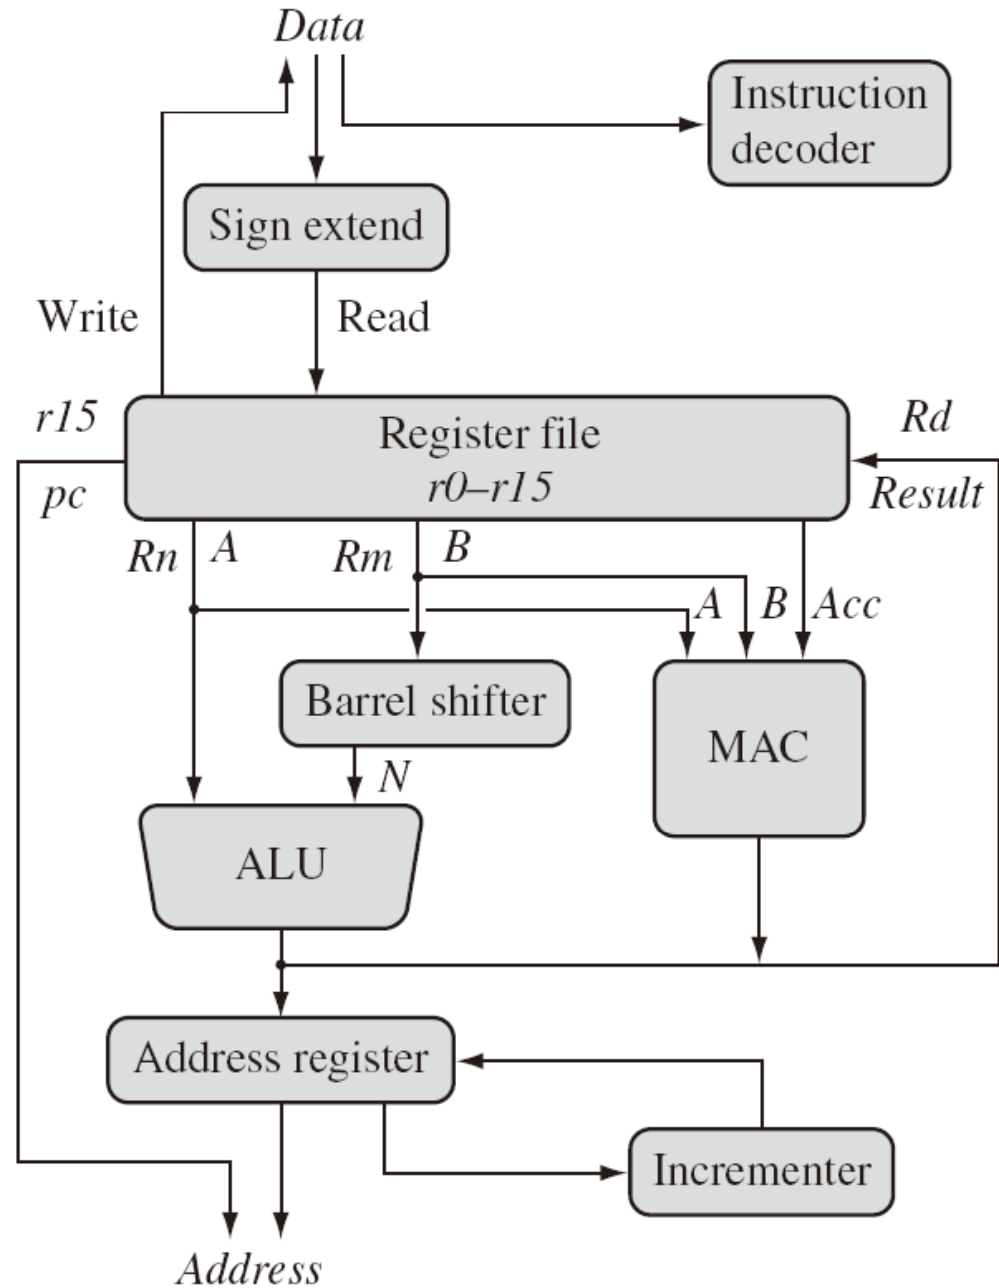 Data
Instruction
decoder
Sign extend
Write
Read
r15
Register file
Rd
pc
r0–r15
Result
Rn
A
Rm
B
A
B
Acc
Barrel shifter
MAC
N
ALU
Address register
Incrementer
Address